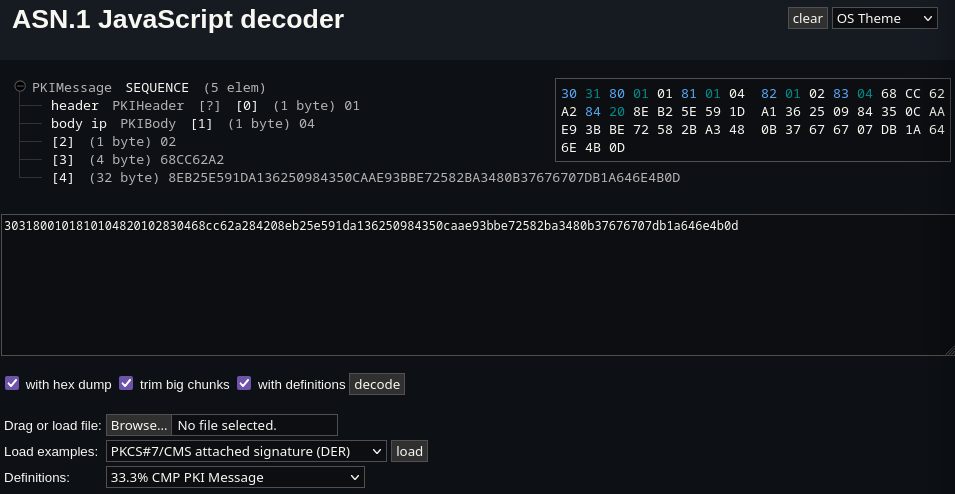 ASN.1 JavaScript decoder
clear
OS Theme
PKIMessage SEQUENCE (5 elem)
header PKIHeader [?] [0] (1 byte) 01
body ip PKIBody [1] (1 byte) 04
[2] (1 byte) 02
[3] (4 byte) 68CC62A2
[4] (32 byte) 8EB25E591DA136250984350CAAE93BBE72582BA3480B37676707DB1A646E4B0D
30 31 80 01 01 81 01 04 82 01 02 83 04 68 CC 62
A2 84 20 8E B2 5E 59 1D A1 36 25 09 84 35 0C AA
E9 3B BE 72 58 2B A3 48 0B 37 67 67 07 DB 1A 64
6E 4B 0D
3031800101810104820102830468cc62a284208eb25e591da136250984350caae93bbe72582ba3480b37676707db1a646e4b0d
with hex dump trim big chunks with definitions decode
Drag or load file: Browse... No file selected.
Load examples: PKCS#7/CMS attached signature (DER) load
Definitions: 33.3% CMP PKI Message